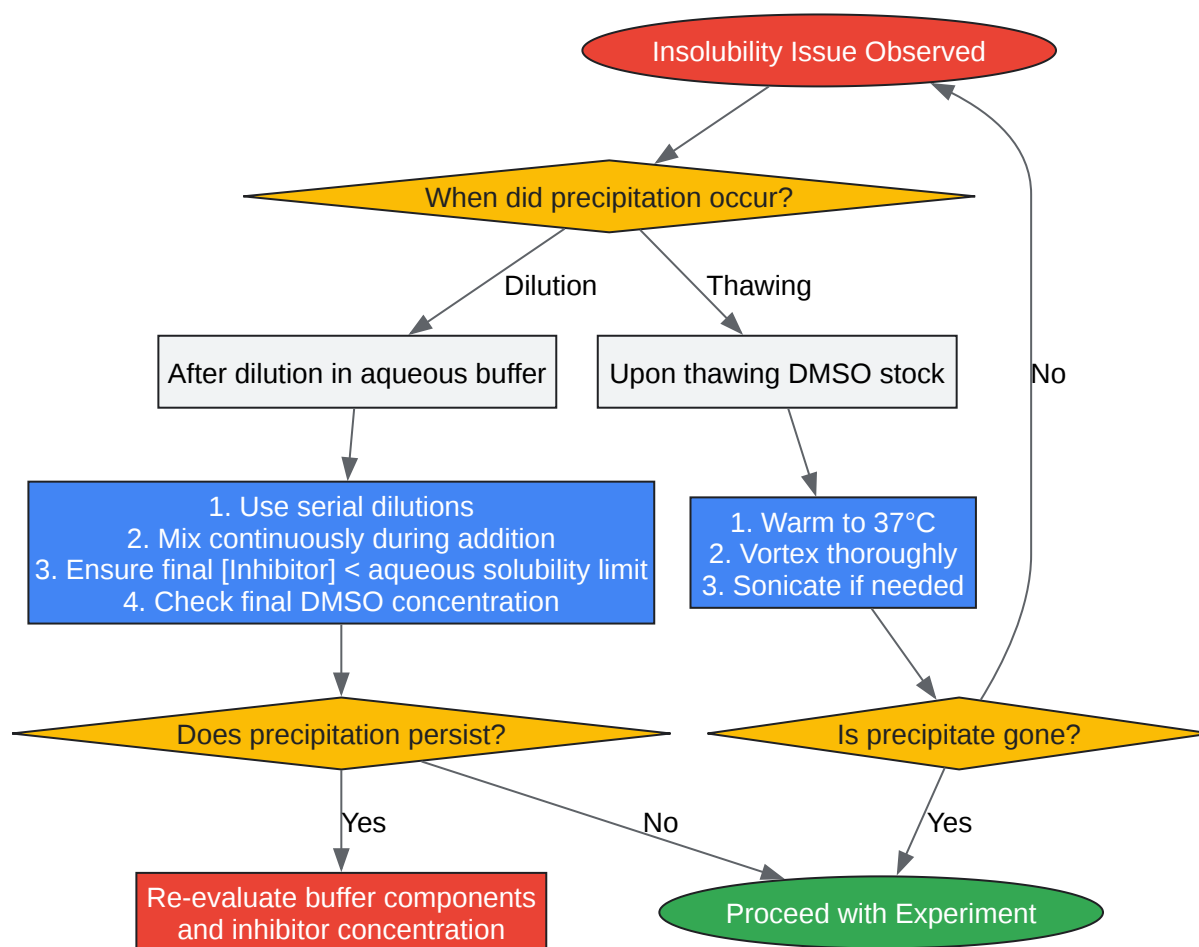 Insolubility Issue Observed
When did precipitation occur?
Dilution
Thawing
After dilution in aqueous buffer
Upon thawing DMSO stock
No
1. Use serial dilutions
2. Mix continuously during addition
3. Ensure final [Inhibitor] < aqueous solubility limit
4. Check final DMSO concentration
1. Warm to 37°C
2. Vortex thoroughly
3. Sonicate if needed
Does precipitation persist?
Is precipitate gone?
Yes
No
Yes
Re-evaluate buffer components
and inhibitor concentration
Proceed with Experiment